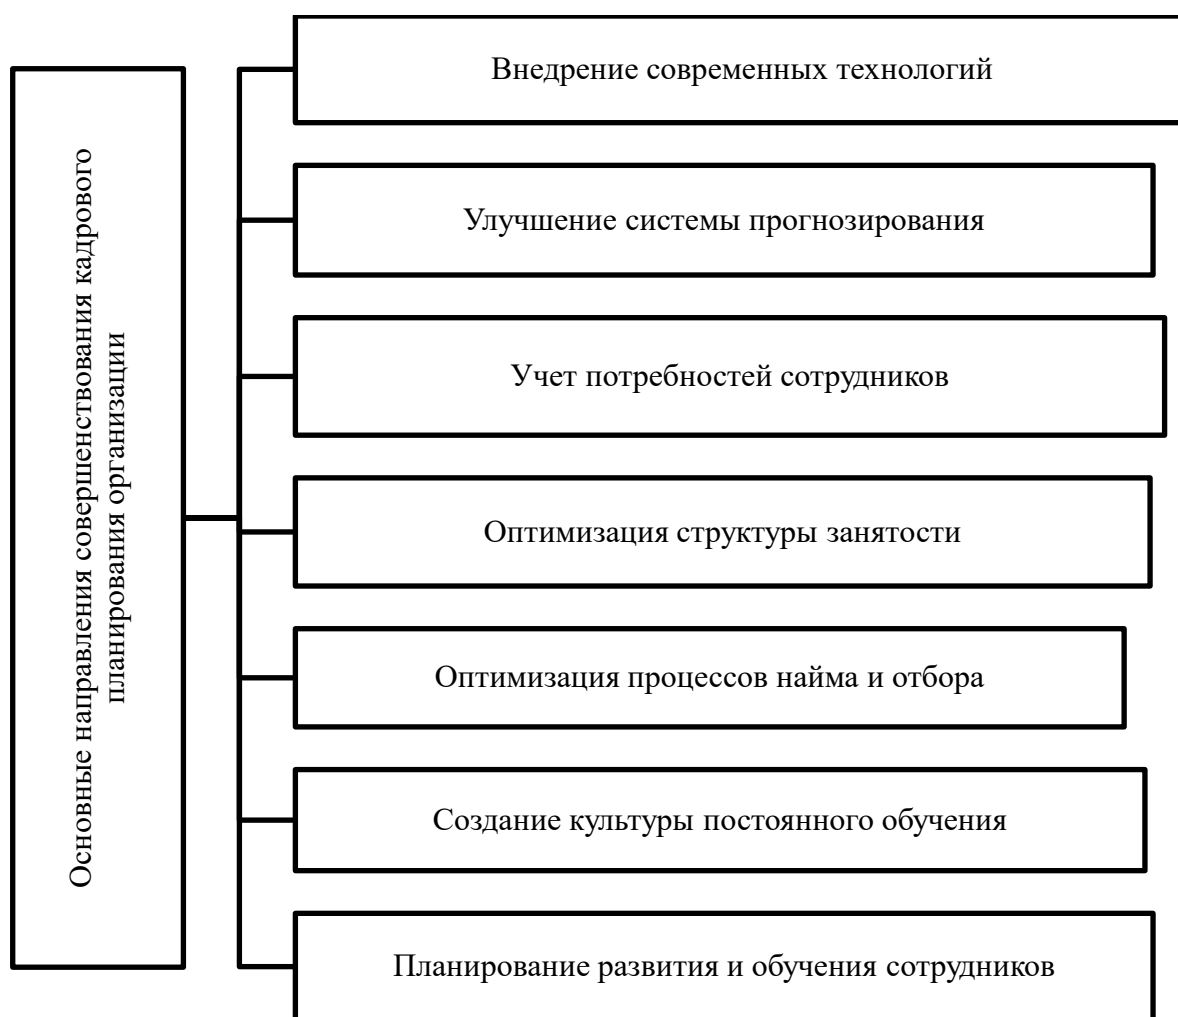 Основные направления совершенствования кадрового
планирования организации
Внедрение современных технологий
Улучшение системы прогнозирования
Учет потребностей сотрудников
Оптимизация структуры занятости
Оптимизация процессов найма и отбора
Создание культуры постоянного обучения
Планирование развития и обучения сотрудников